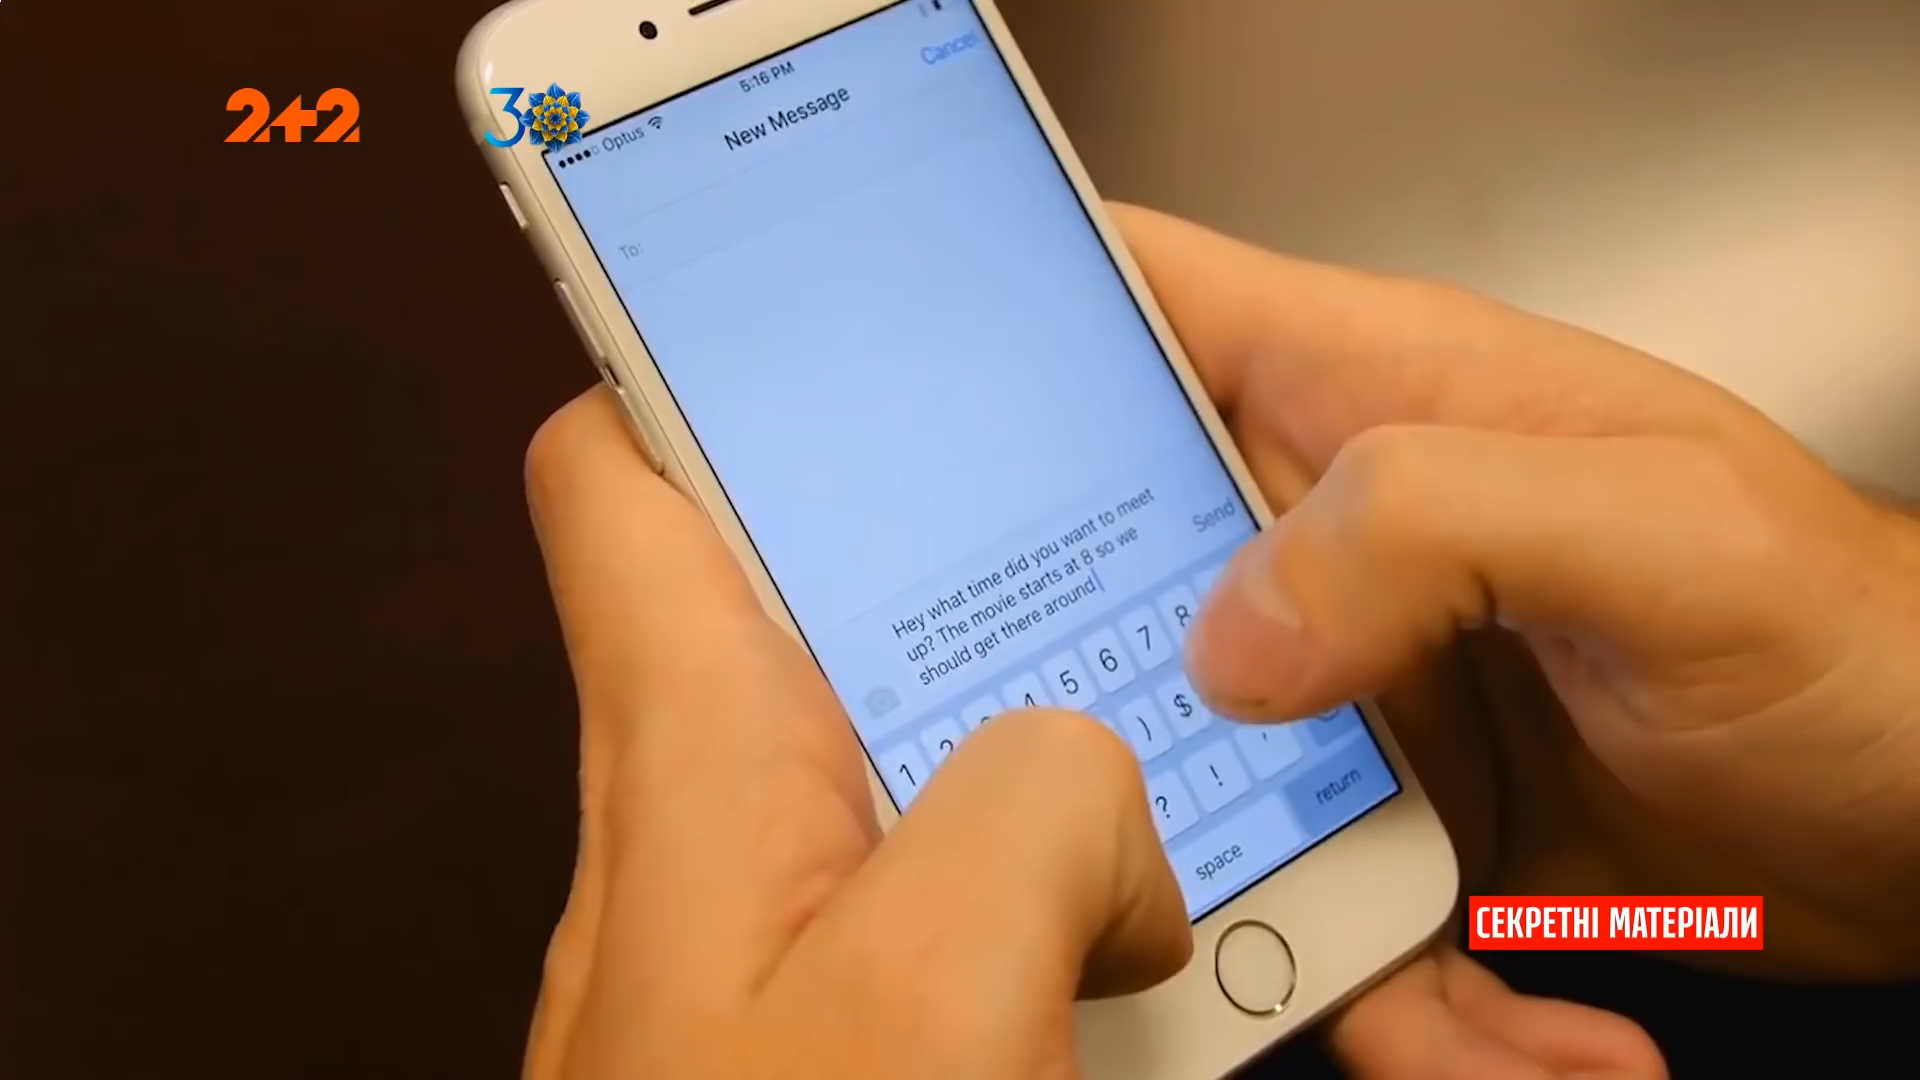 2+2
30
5:16 PM
Cancel
Optus
New Message
To:
Hey what time did you want to meet
up? The movie starts at 8 so we
should get there around
Send
1 2 4 5 6 7 8
) $
? ! ,
space return
СЕКРЕТНІ МАТЕРІАЛИ